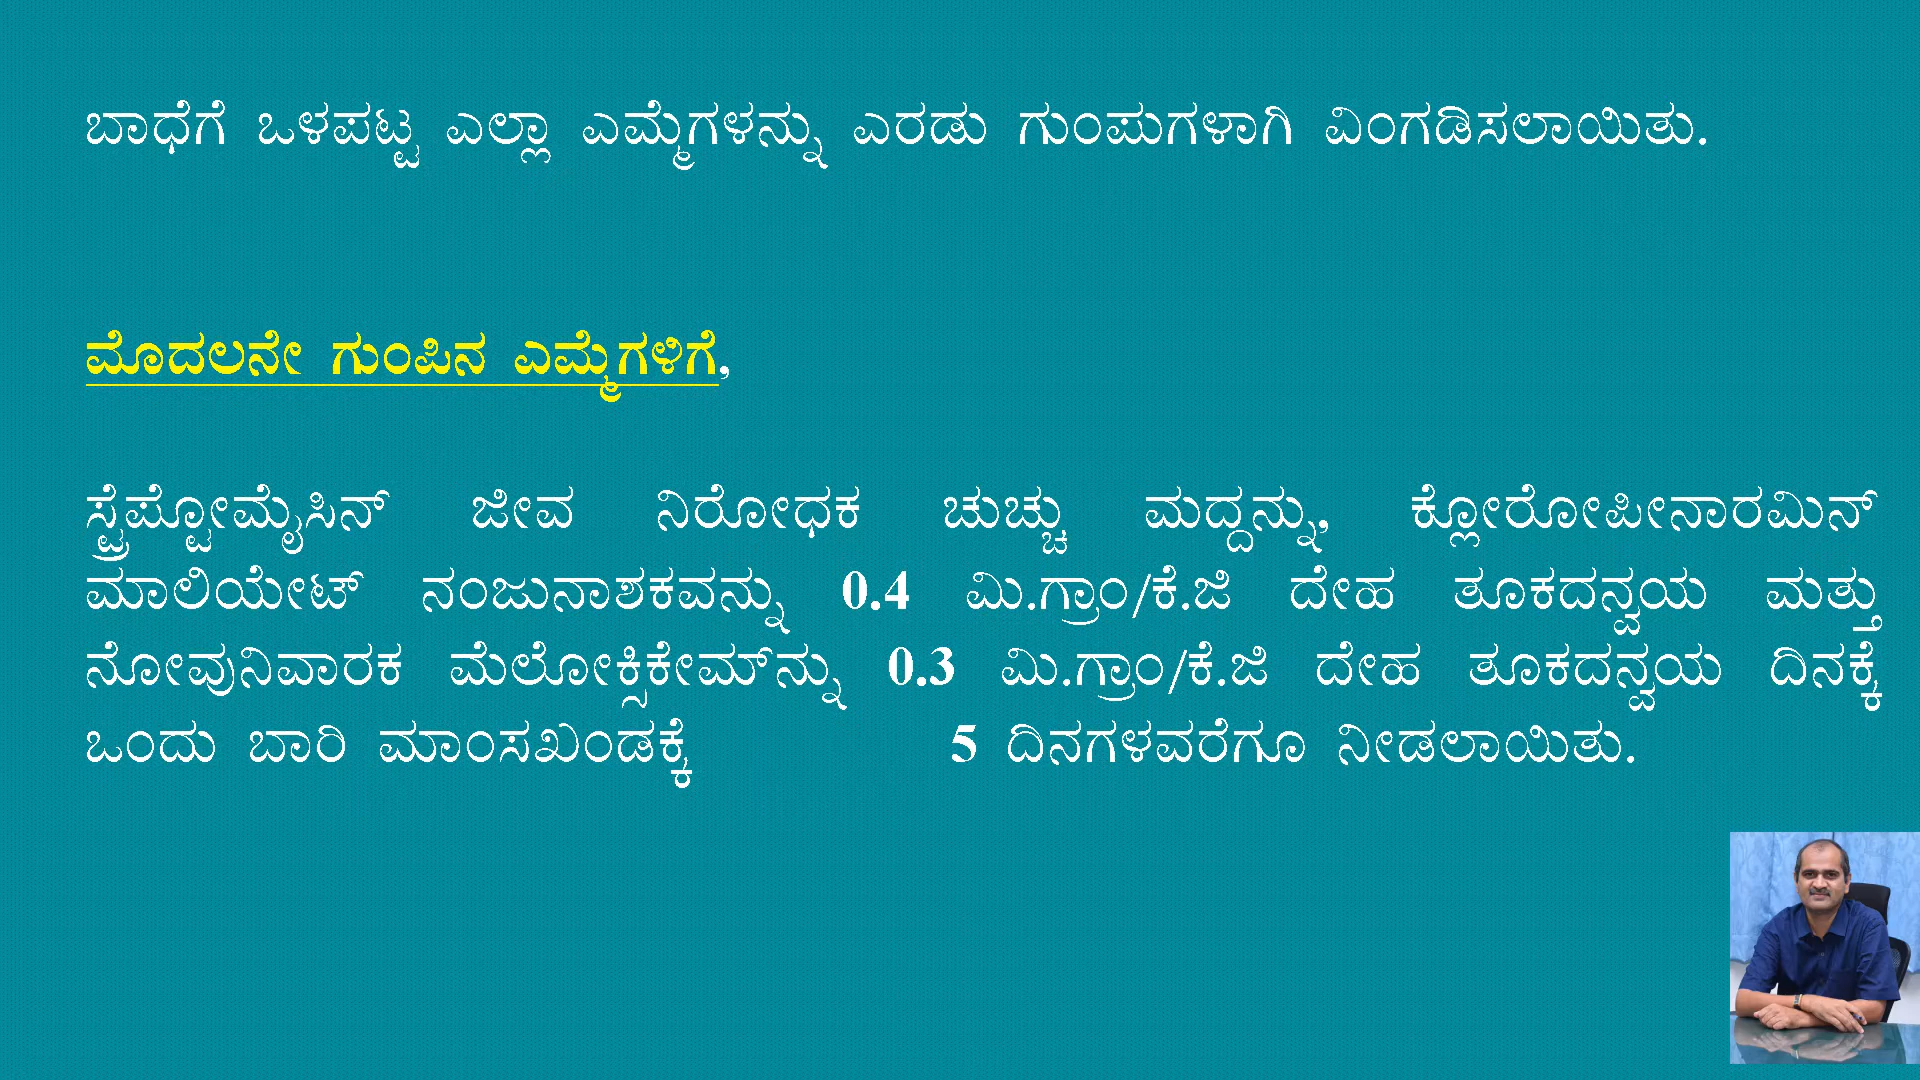 ಬಾಧೆಗೆ ಒಳಪಟ್ಟ ಎಲ್ಲಾ ಎಮ್ಮೆಗಳನ್ನು ಎರಡು ಗುಂಪುಗಳಾಗಿ ವಿಂಗಡಿಸಲಾಯಿತು.
ಮೊದಲನೇ ಗುಂಪಿನ ಎಮ್ಮೆಗಳಿಗೆ,
ಸ್ಟ್ರೆಪ್ಟೋಮೈಸಿನ್ ಜೀವ ನಿರೋಧಕ ಚುಚ್ಚು ಮದ್ದನ್ನು, ಕ್ಲೋರೋಪೀನಾರಮಿನ್
ಮಾಲಿಯೇಟ್ ನಂಜುನಾಶಕವನ್ನು 0.4 ಮಿ.ಗ್ರಾಂ/ಕೆ.ಜಿ ದೇಹ ತೂಕದನ್ವಯ ಮತ್ತು
ನೋವುನಿವಾರಕ ಮೆಲೋಕ್ಸಿಕೇಮ್‌ನ್ನು 0.3 ಮಿ.ಗ್ರಾಂ/ಕೆ.ಜಿ ದೇಹ ತೂಕದನ್ವಯ ದಿನಕ್ಕೆ
ಒಂದು ಬಾರಿ ಮಾಂಸಖಂಡಕ್ಕೆ 5 ದಿನಗಳವರೆಗೂ ನೀಡಲಾಯಿತು.